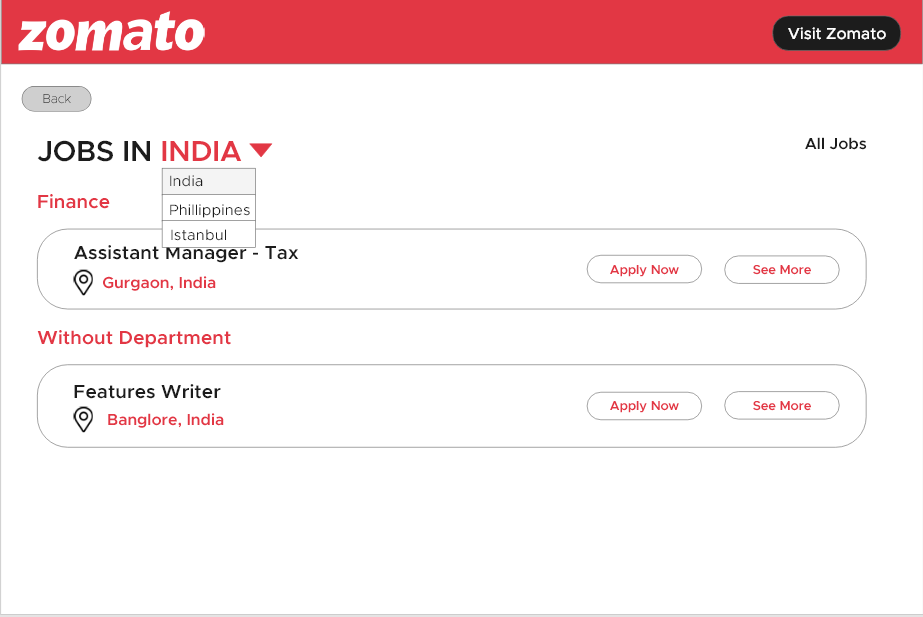 zomato
Visit Zomato
Back
JOBS IN INDIA
All Jobs
India
Finance
Phillippines
Istanbul
Assistant Manager - Tax
Gurgaon, India
Apply Now
See More
Without Department
Features Writer
Banglore, India
Apply Now
See More